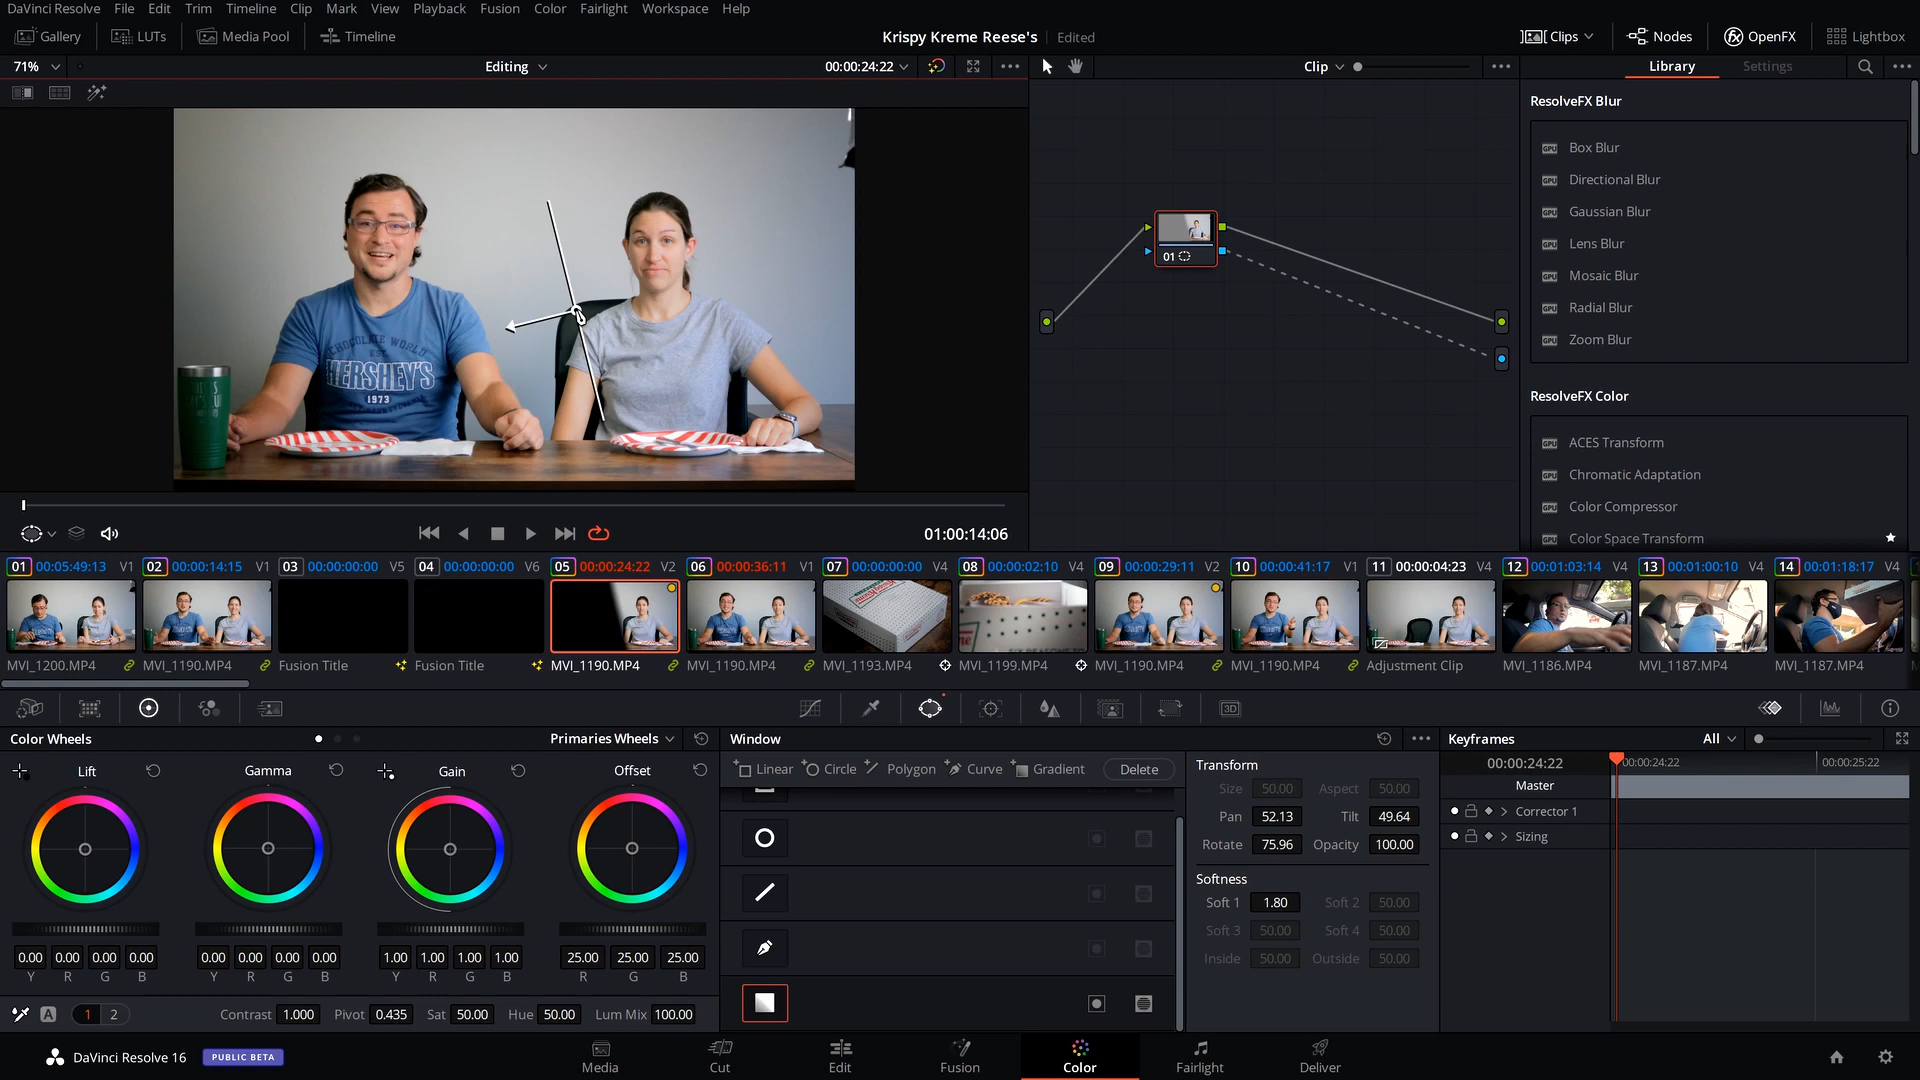 DaVinci Resolve File Edit Trim Timeline Clip Mark View Playback Fusion Color Fairlight Workspace Help
Gallery LUTs Media Pool Timeline Krispy Kreme Reese's Edited Clips Nodes OpenFX Lightbox
71% Editing 00:00:24:22 Clip Library Settings
ResolveFX Blur
Box Blur
Directional Blur
Gaussian Blur
Lens Blur
Mosaic Blur
Radial Blur
Zoom Blur
ResolveFX Color
ACES Transform
Chromatic Adaptation
Color Compressor
Color Space Transform
01
CHOCOLATE WORLD
EST.
HERSHEY'S
1973
01:00:14:06
01 00:05:49:13 V1 02 00:00:14:15 V1 03 00:00:00:00 V5 04 00:00:00:00 V6 05 00:00:24:22 V2 06 00:00:36:11 V1 07 00:00:00:00 V4 08 00:00:02:10 V4 09 00:00:29:11 V2 10 00:00:41:17 V1 11 00:00:04:23 V4 12 00:01:03:14 V4 13 00:01:00:10 V4 14 00:01:18:17 V4
MVI_1200.MP4 MVI_1190.MP4 Fusion Title Fusion Title MVI_1190.MP4 MVI_1190.MP4 MVI_1193.MP4 MVI_1199.MP4 MVI_1190.MP4 MVI_1190.MP4 Adjustment Clip MVI_1186.MP4 MVI_1187.MP4 MVI_1187.MP4
3D
Color Wheels Primaries Wheels Window Keyframes All
Lift Gamma Gain Offset
Linear Circle Polygon Curve Gradient Delete
Transform
Size 50.00 Aspect 50.00
Pan 52.13 Tilt 49.64
Rotate 75.96 Opacity 100.00
Softness
Soft 1 1.80 Soft 2 50.00
Soft 3 50.00 Soft 4 50.00
Inside 50.00 Outside 50.00
00:00:24:22 00:00:24:22 00:00:25:22
Master
Corrector 1
Sizing
0.00 0.00 0.00 0.00 0.00 0.00 0.00 0.00 1.00 1.00 1.00 1.00 25.00 25.00 25.00
Y R G B Y R G B Y R G B R G B
A 1 2 Contrast 1.000 Pivot 0.435 Sat 50.00 Hue 50.00 Lum Mix 100.00
DaVinci Resolve 16 PUBLIC BETA Media Cut Edit Fusion Color Fairlight Deliver